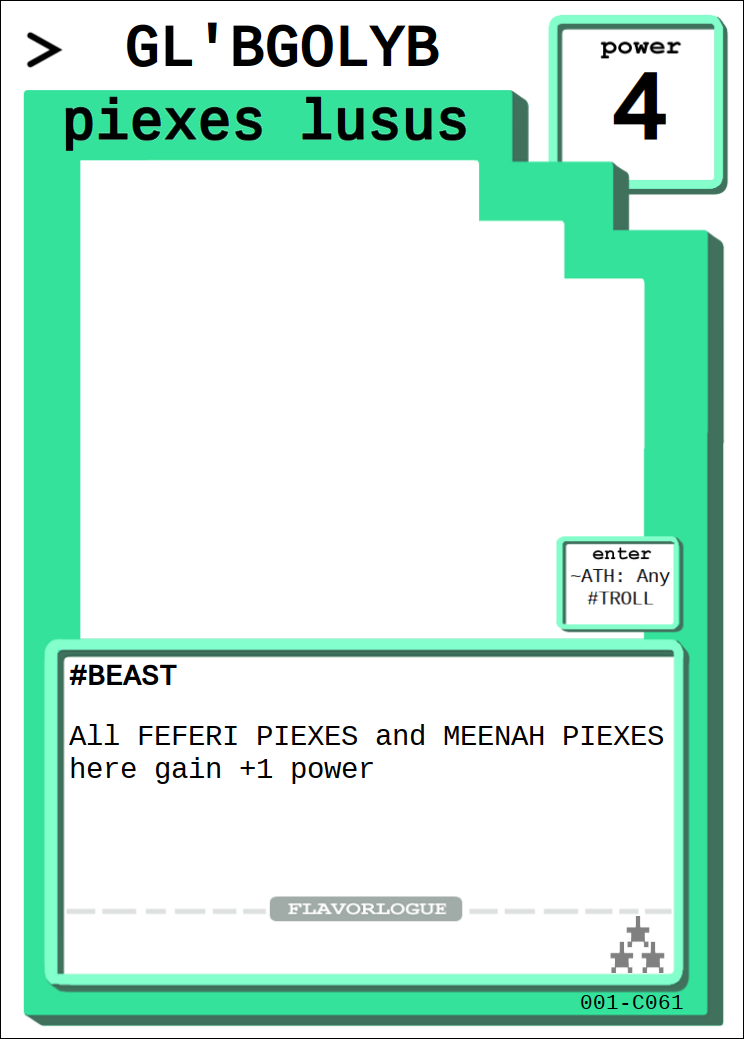 > GL'BGOLYB
power
4
piexes lusus
enter
~ATH: Any
#TROLL
#BEAST
All FEFERI PIEXES and MEENAH PIEXES
here gain +1 power
FLAVORLOGUE
001-C061